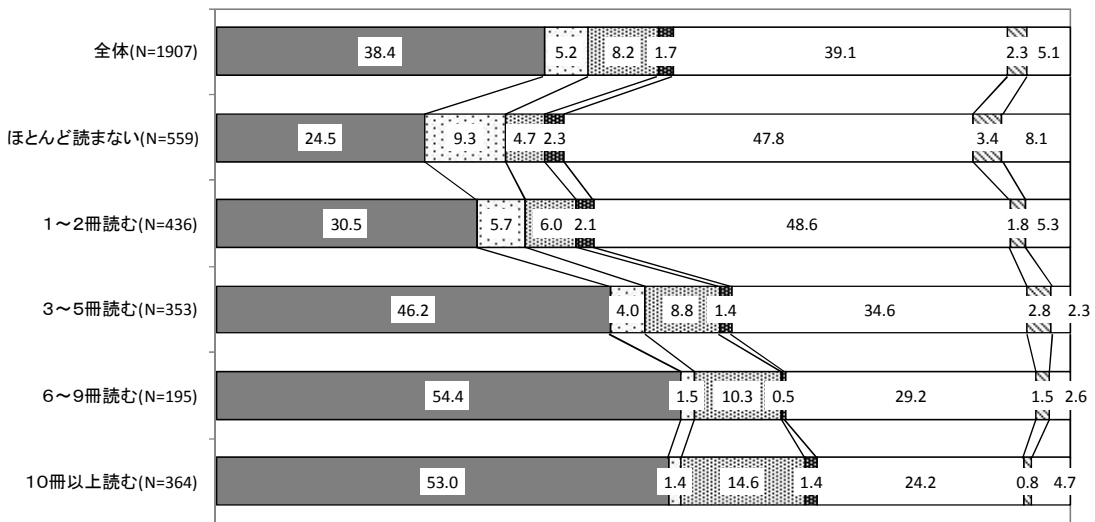 全体(N=1907) 38.4 5.2 8.2 1.7 39.1 2.3 5.1
ほとんど読まない(N=559) 24.5 9.3 4.7 2.3 47.8 3.4 8.1
1～2冊読む(N=436) 30.5 5.7 6.0 2.1 48.6 1.8 5.3
3～5冊読む(N=353) 46.2 4.0 8.8 1.4 34.6 2.8 2.3
6～9冊読む(N=195) 54.4 1.5 10.3 0.5 29.2 1.5 2.6
10冊以上読む(N=364) 53.0 1.4 14.6 1.4 24.2 0.8 4.7